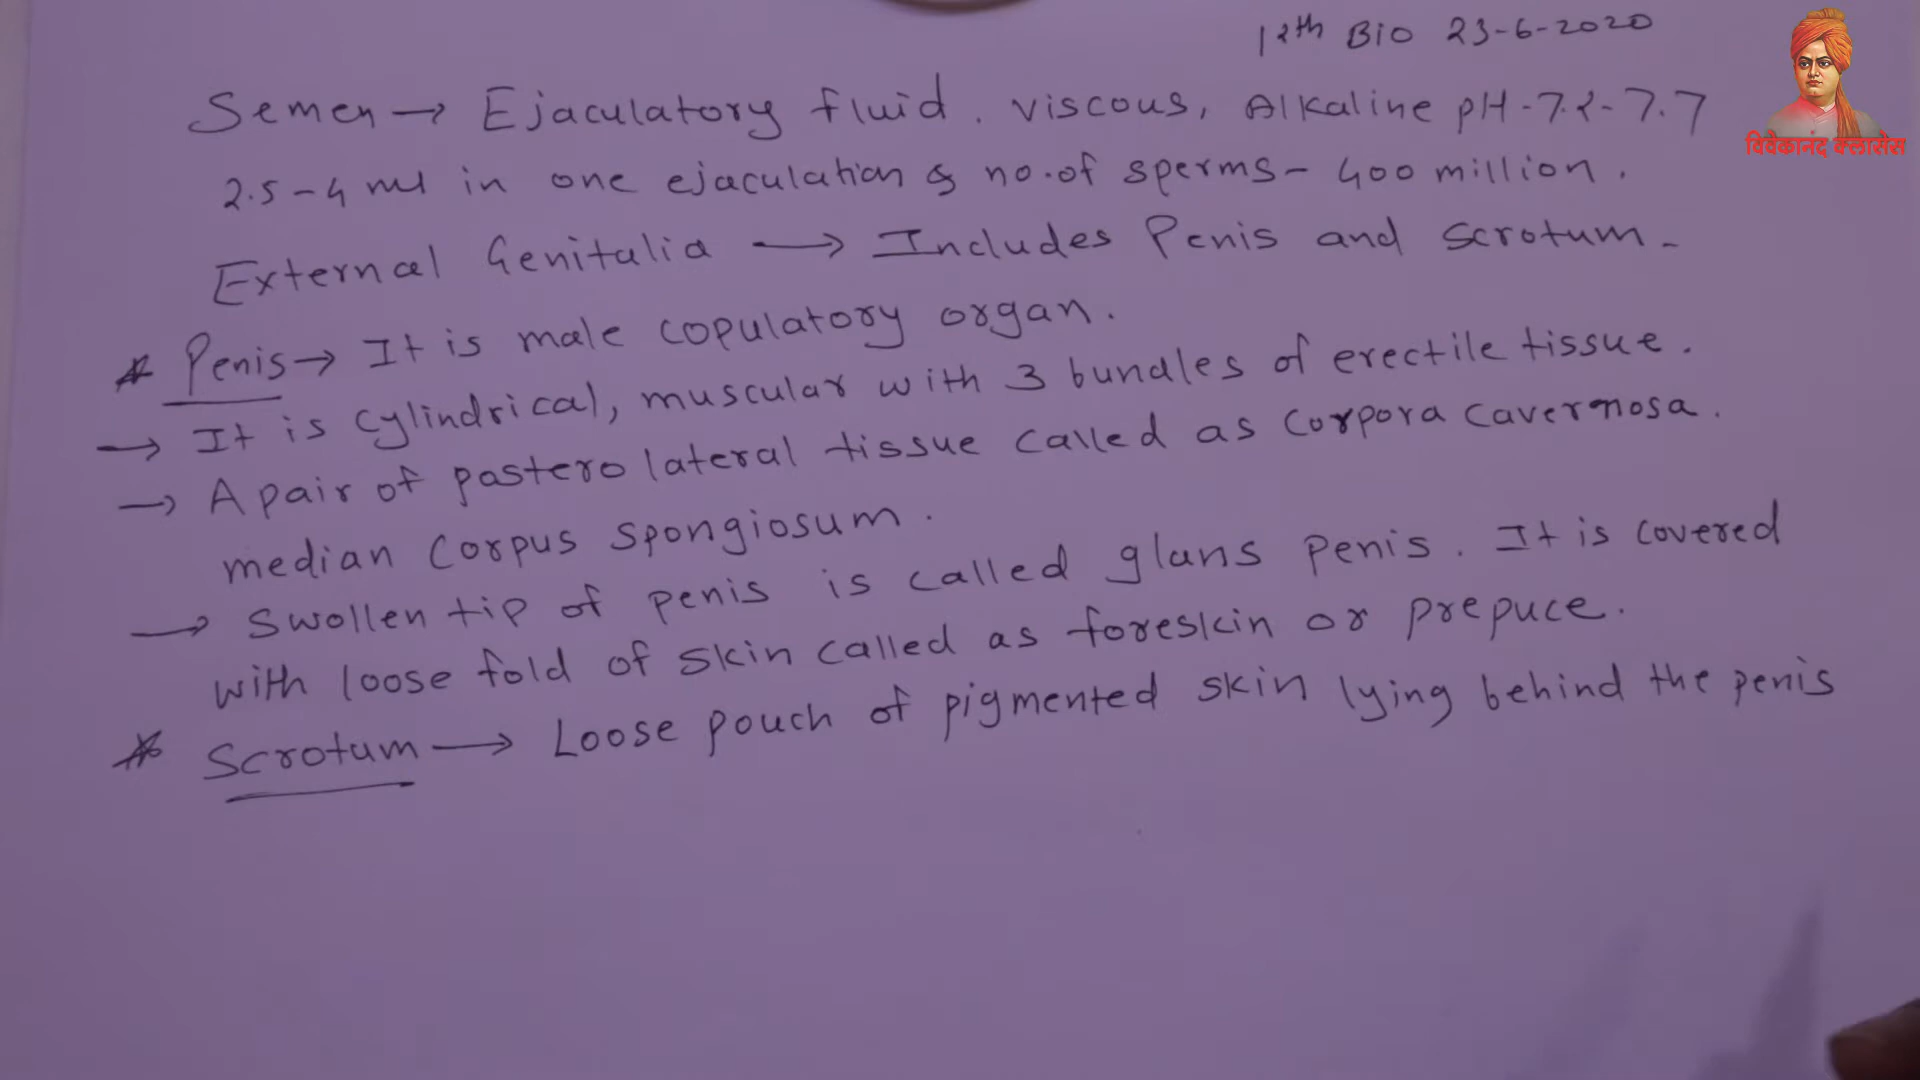 12th Bio 23-6-2020
विवेकानंद क्लासेस
Semen → Ejaculatory fluid. viscous, Alkaline pH-7.2-7.7
2.5-4 ml in one ejaculation & no.of sperms- 400 million.
External Genitalia → Includes Penis and scrotum-
* Penis → It is male copulatory organ.
→ It is cylindrical, muscular with 3 bundles of erectile tissue.
→ A pair of postero lateral tissue called as corpora cavernosa.
median corpus spongiosum.
→ Swollen tip of penis is called glans penis. It is covered
with loose fold of skin called as foreskin or prepuce.
* Scrotum → Loose pouch of pigmented skin lying behind the penis